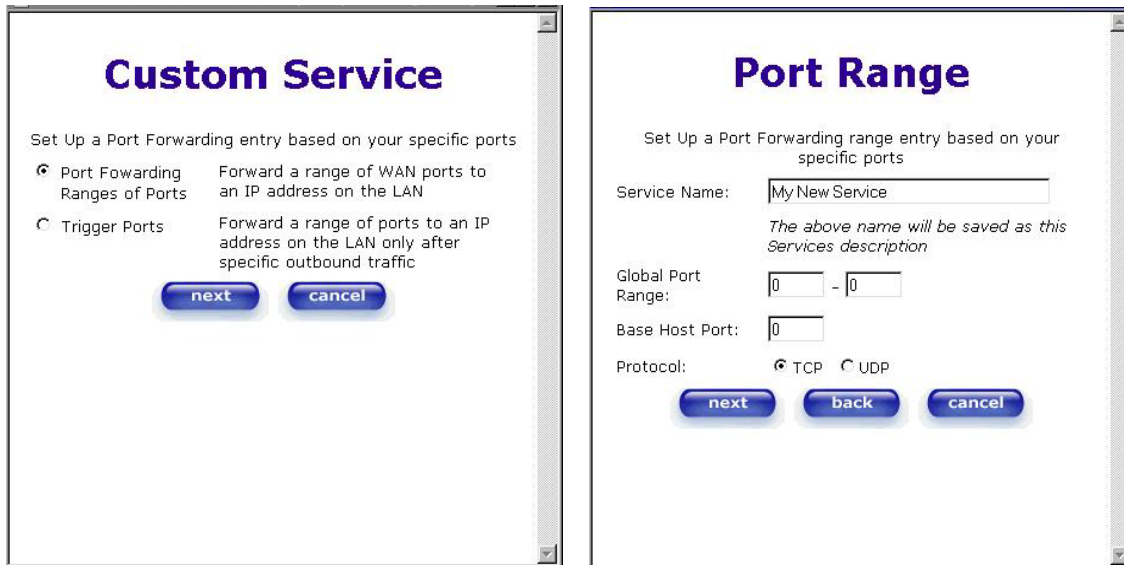 Custom Service
Set Up a Port Forwarding entry based on your specific ports
Port Fowarding
Ranges of Ports
Forward a range of WAN ports to
an IP address on the LAN
Trigger Ports
Forward a range of ports to an IP
address on the LAN only after
specific outbound traffic
next
cancel
Port Range
Set Up a Port Forwarding range entry based on your
specific ports
Service Name:
My New Service
The above name will be saved as this
Services description
Global Port
Range:
0 - 0
Base Host Port:
0
Protocol:
TCP UDP
next
back
cancel